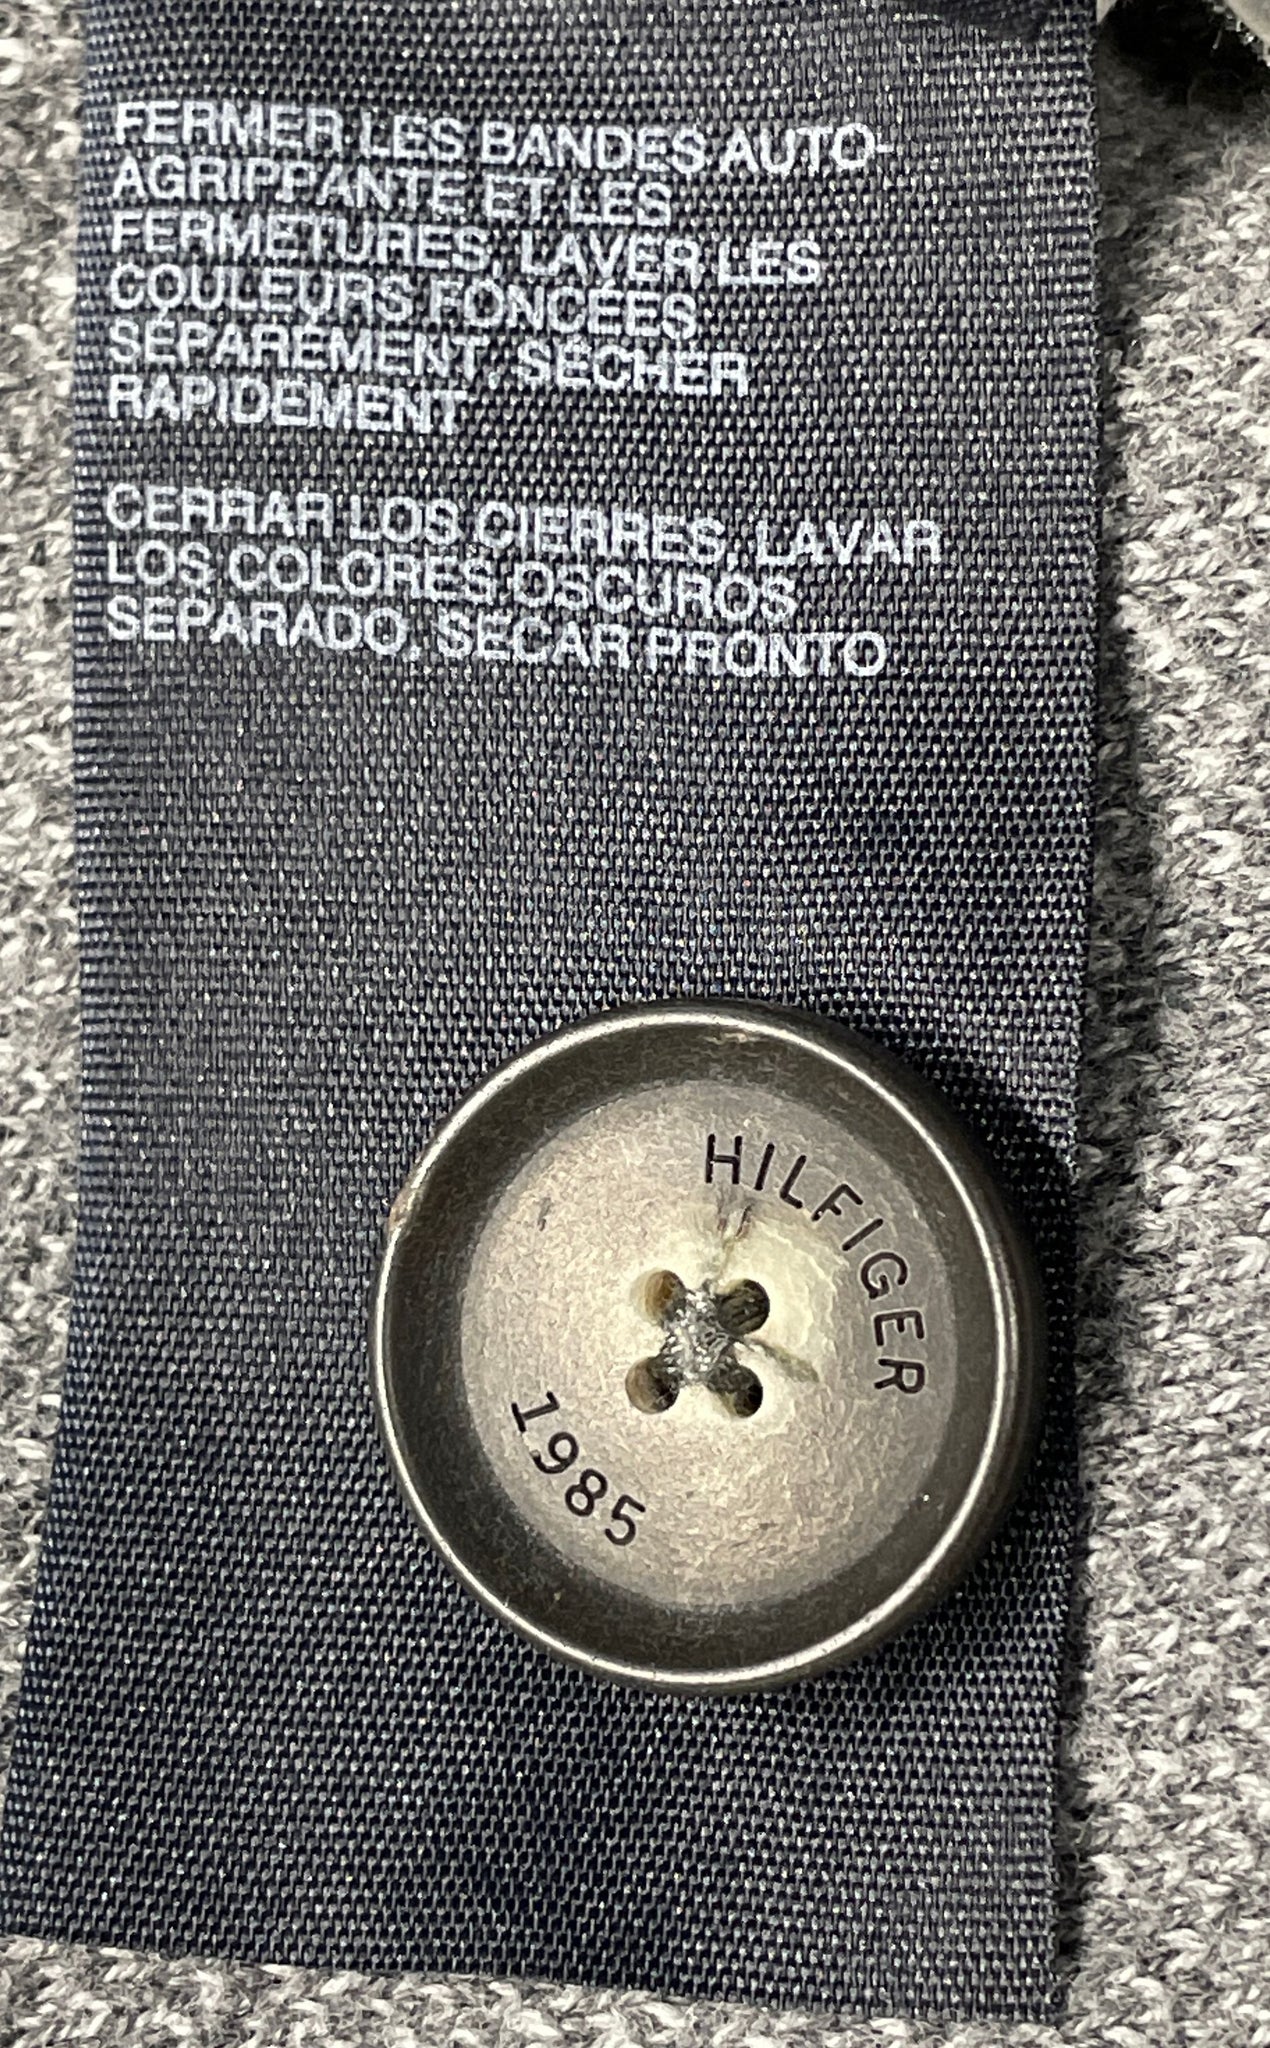 FERMER LES BANDES AUTO-
AGRIPPANTE ET LES
FERMETURES, LAVER LES
COULEURS FONCÉES
SÉPARÉMENT, SÉCHER
RAPIDEMENT
CERRAR LOS CIERRES, LAVAR
LOS COLORES OSCUROS
SEPARADO, SECAR PRONTO
HILFIGER
1985